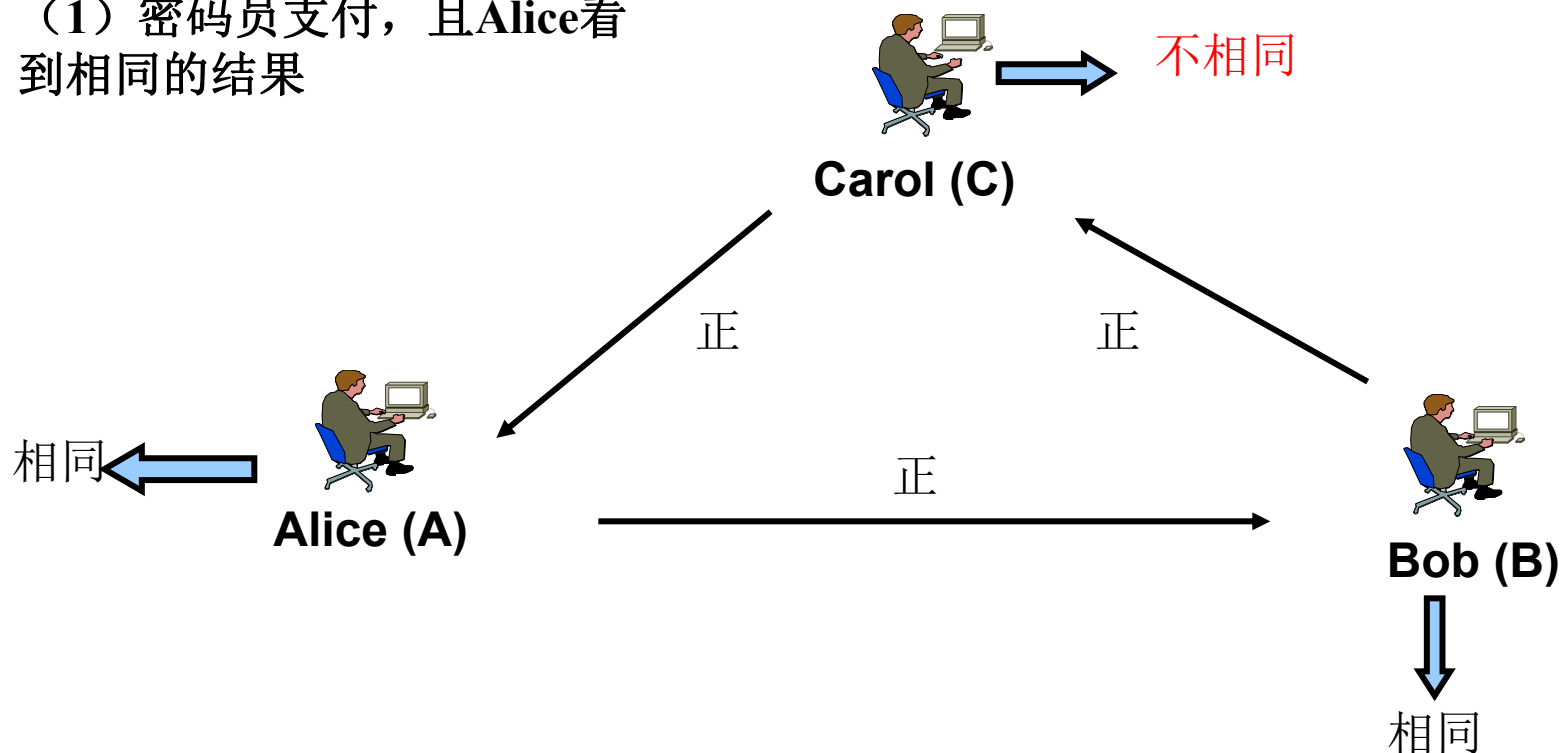 （1）密码员支付，且Alice看
到相同的结果
不相同
Carol (C)
正
正
相同
正
Alice (A)
Bob (B)
相同